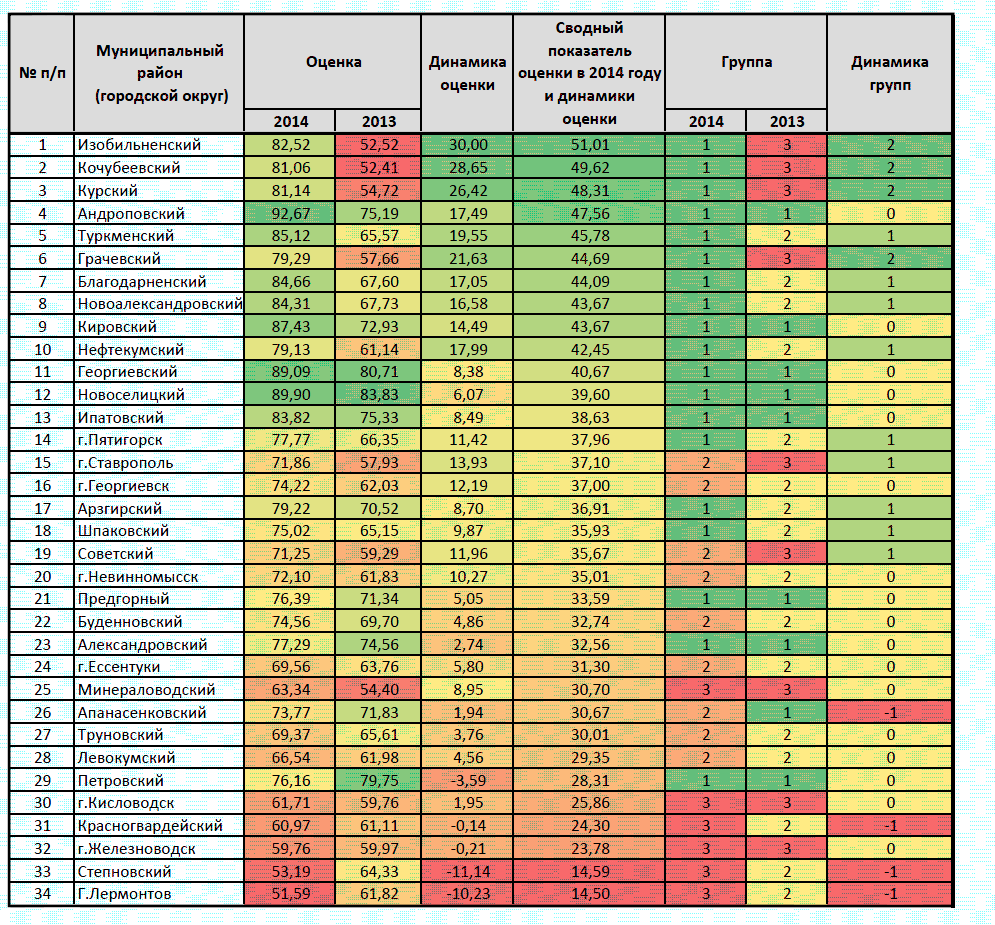 № п/п Муниципальный район (городской округ) Оценка Динамика оценки Сводный показатель оценки в 2014 году и динамики оценки Группа Динамика групп
2014 2013 2014 2013
1 Изобильненский 82,52 52,52 30,00 51,01 1 3 2
2 Кочубеевский 81,06 52,41 28,65 49,62 1 3 2
3 Курский 81,14 54,72 26,42 48,31 1 3 2
4 Андроповский 92,67 75,19 17,49 47,56 1 1 0
5 Туркменский 85,12 65,57 19,55 45,78 1 2 1
6 Грачевский 79,29 57,66 21,63 44,69 1 3 2
7 Благодарненский 84,66 67,60 17,05 44,09 1 2 1
8 Новоалександровский 84,31 67,73 16,58 43,67 1 2 1
9 Кировский 87,43 72,93 14,49 43,67 1 1 0
10 Нефтекумский 79,13 61,14 17,99 42,45 1 2 1
11 Георгиевский 89,09 80,71 8,38 40,67 1 1 0
12 Новоселицкий 89,90 83,83 6,07 39,60 1 1 0
13 Ипатовский 83,82 75,33 8,49 38,63 1 1 0
14 г.Пятигорск 77,77 66,35 11,42 37,96 1 2 1
15 г.Ставрополь 71,86 57,93 13,93 37,10 2 3 1
16 г.Георгиевск 74,22 62,03 12,19 37,00 2 2 0
17 Арзгирский 79,22 70,52 8,70 36,91 1 2 1
18 Шпаковский 75,02 65,15 9,87 35,93 1 2 1
19 Советский 71,25 59,29 11,96 35,67 2 3 1
20 г.Невинномысск 72,10 61,83 10,27 35,01 2 2 0
21 Предгорный 76,39 71,34 5,05 33,59 1 1 0
22 Буденновский 74,56 69,70 4,86 32,74 2 2 0
23 Александровский 77,29 74,56 2,74 32,56 1 1 0
24 г.Ессентуки 69,56 63,76 5,80 31,30 2 2 0
25 Минераловодский 63,34 54,40 8,95 30,70 3 3 0
26 Апанасенковский 73,77 71,83 1,94 30,67 2 1 -1
27 Труновский 69,37 65,61 3,76 30,01 2 2 0
28 Левокумский 66,54 61,98 4,56 29,35 2 2 0
29 Петровский 76,16 79,75 -3,59 28,31 1 1 0
30 г.Кисловодск 61,71 59,76 1,95 25,86 3 3 0
31 Красногвардейский 60,97 61,11 -0,14 24,30 3 2 -1
32 г.Железноводск 59,76 59,97 -0,21 23,78 3 3 0
33 Степновский 53,19 64,33 -11,14 14,59 3 2 -1
34 Г.Лермонтов 51,59 61,82 -10,23 14,50 3 2 -1